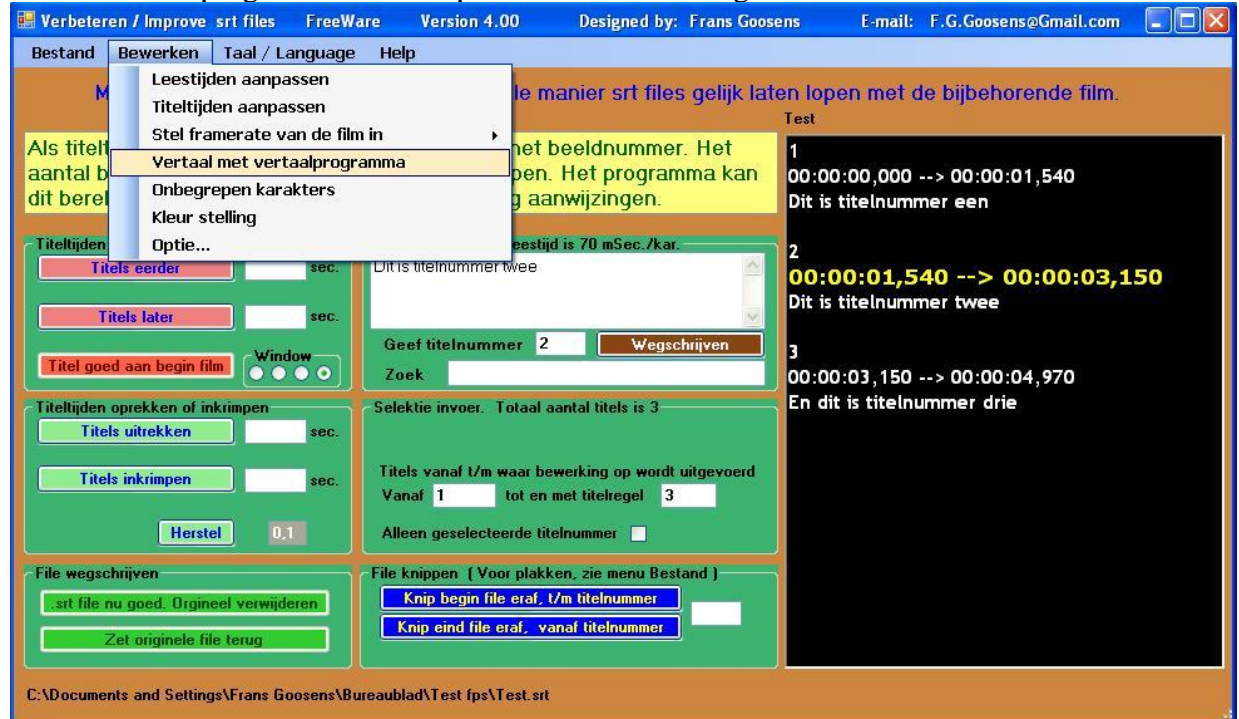 Verbeteren / Improve srt files FreeWare Version 4.00 Designed by: Frans Goosens E-mail: F.G.Goosens@Gmail.com
Bestand Bewerken Taal / Language Help
Leestijden aanpassen
Titeltijden aanpassen
Stel framerate van de film in
Vertaal met vertaalprogramma
Onbegrepen karakters
Kleur stelling
Optie...
M le manier srt files gelijk laten lopen met de bijbehorende film.
Als titelt het beeldnummer. Het
aantal b pen. Het programma kan
dit berel g aanwijzingen.
Titeltijden
Titels eerder sec.
Titels later sec.
Titel goed aan begin film Window
eestijd is 70 mSec./kar.
Dit is titelnummer twee
Geef titelnummer 2 Wegschrijven
Zoek
Titeltijden oprekken of inkrimpen
Titels uitrekken sec.
Titels inkrimpen sec.
Herstel 0,1
Selektie invoer. Totaal aantal titels is 3
Titels vanaf t/m waar bewerking op wordt uitgevoerd
Vanaf 1 tot en met titelregel 3
Alleen geselecteerde titelnummer
File wegschrijven
.srt file nu goed. Orgineel verwijderen
Zet originele file terug
File knippen ( Voor plakken, zie menu Bestand )
Knip begin file eraf, t/m titelnummer
Knip eind file eraf, vanaf titelnummer
Test
1
00:00:00,000 --> 00:00:01,540
Dit is titelnummer een
2
00:00:01,540 --> 00:00:03,150
Dit is titelnummer twee
3
00:00:03,150 --> 00:00:04,970
En dit is titelnummer drie
C:\Documents and Settings\Frans Goosens\Bureaublad\Test fps\Test.srt